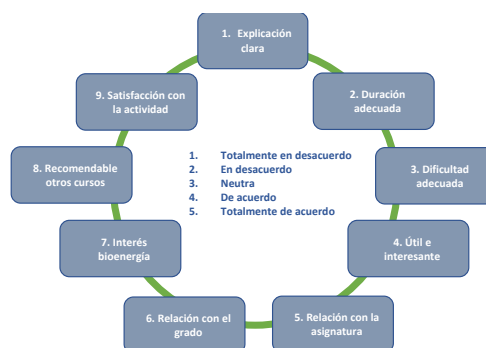 1. Explicación
clara
2. Duración
adecuada
3. Dificultad
adecuada
4. Útil e
interesante
5. Relación con la
asignatura
6. Relación con el
grado
7. Interés
bioenergía
8. Recomendable
otros cursos
9. Satisfacción con
la actividad
1. Totalmente en desacuerdo
2. En desacuerdo
3. Neutra
4. De acuerdo
5. Totalmente de acuerdo